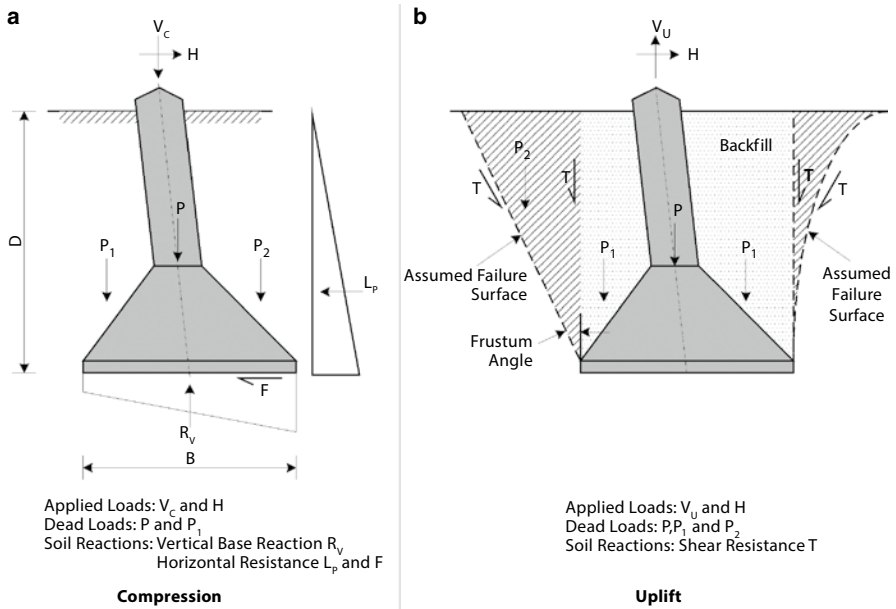 a
V_C
H
D
P
P_1
P_2
L_P
F
R_V
B
Applied Loads: V_C and H
Dead Loads: P and P_1
Soil Reactions: Vertical Base Reaction R_V
Horizontal Resistance L_P and F
Compression
b
V_U
H
Backfill
P_2
T
T
T
T
P
P_1
P_1
Assumed Failure
Surface
Assumed
Failure
Surface
Frustum
Angle
Applied Loads: V_U and H
Dead Loads: P,P_1 and P_2
Soil Reactions: Shear Resistance T
Uplift